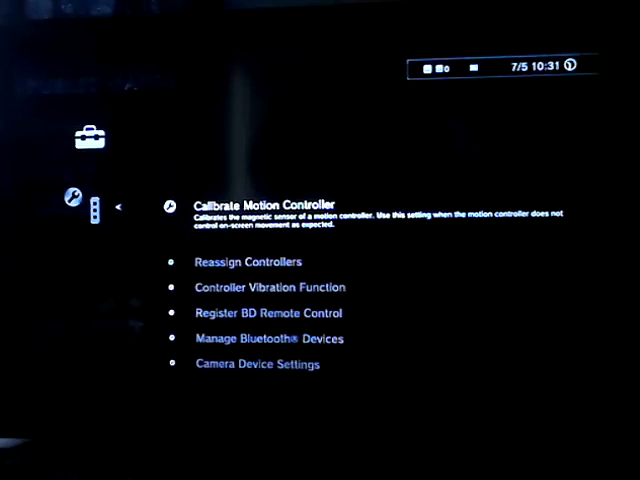 7/5 10:31
Calibrate Motion Controller
Calibrates the magnetic sensor of a motion controller. Use this setting when the motion controller does not
control on-screen movement as expected.
Reassign Controllers
Controller Vibration Function
Register BD Remote Control
Manage Bluetooth® Devices
Camera Device Settings